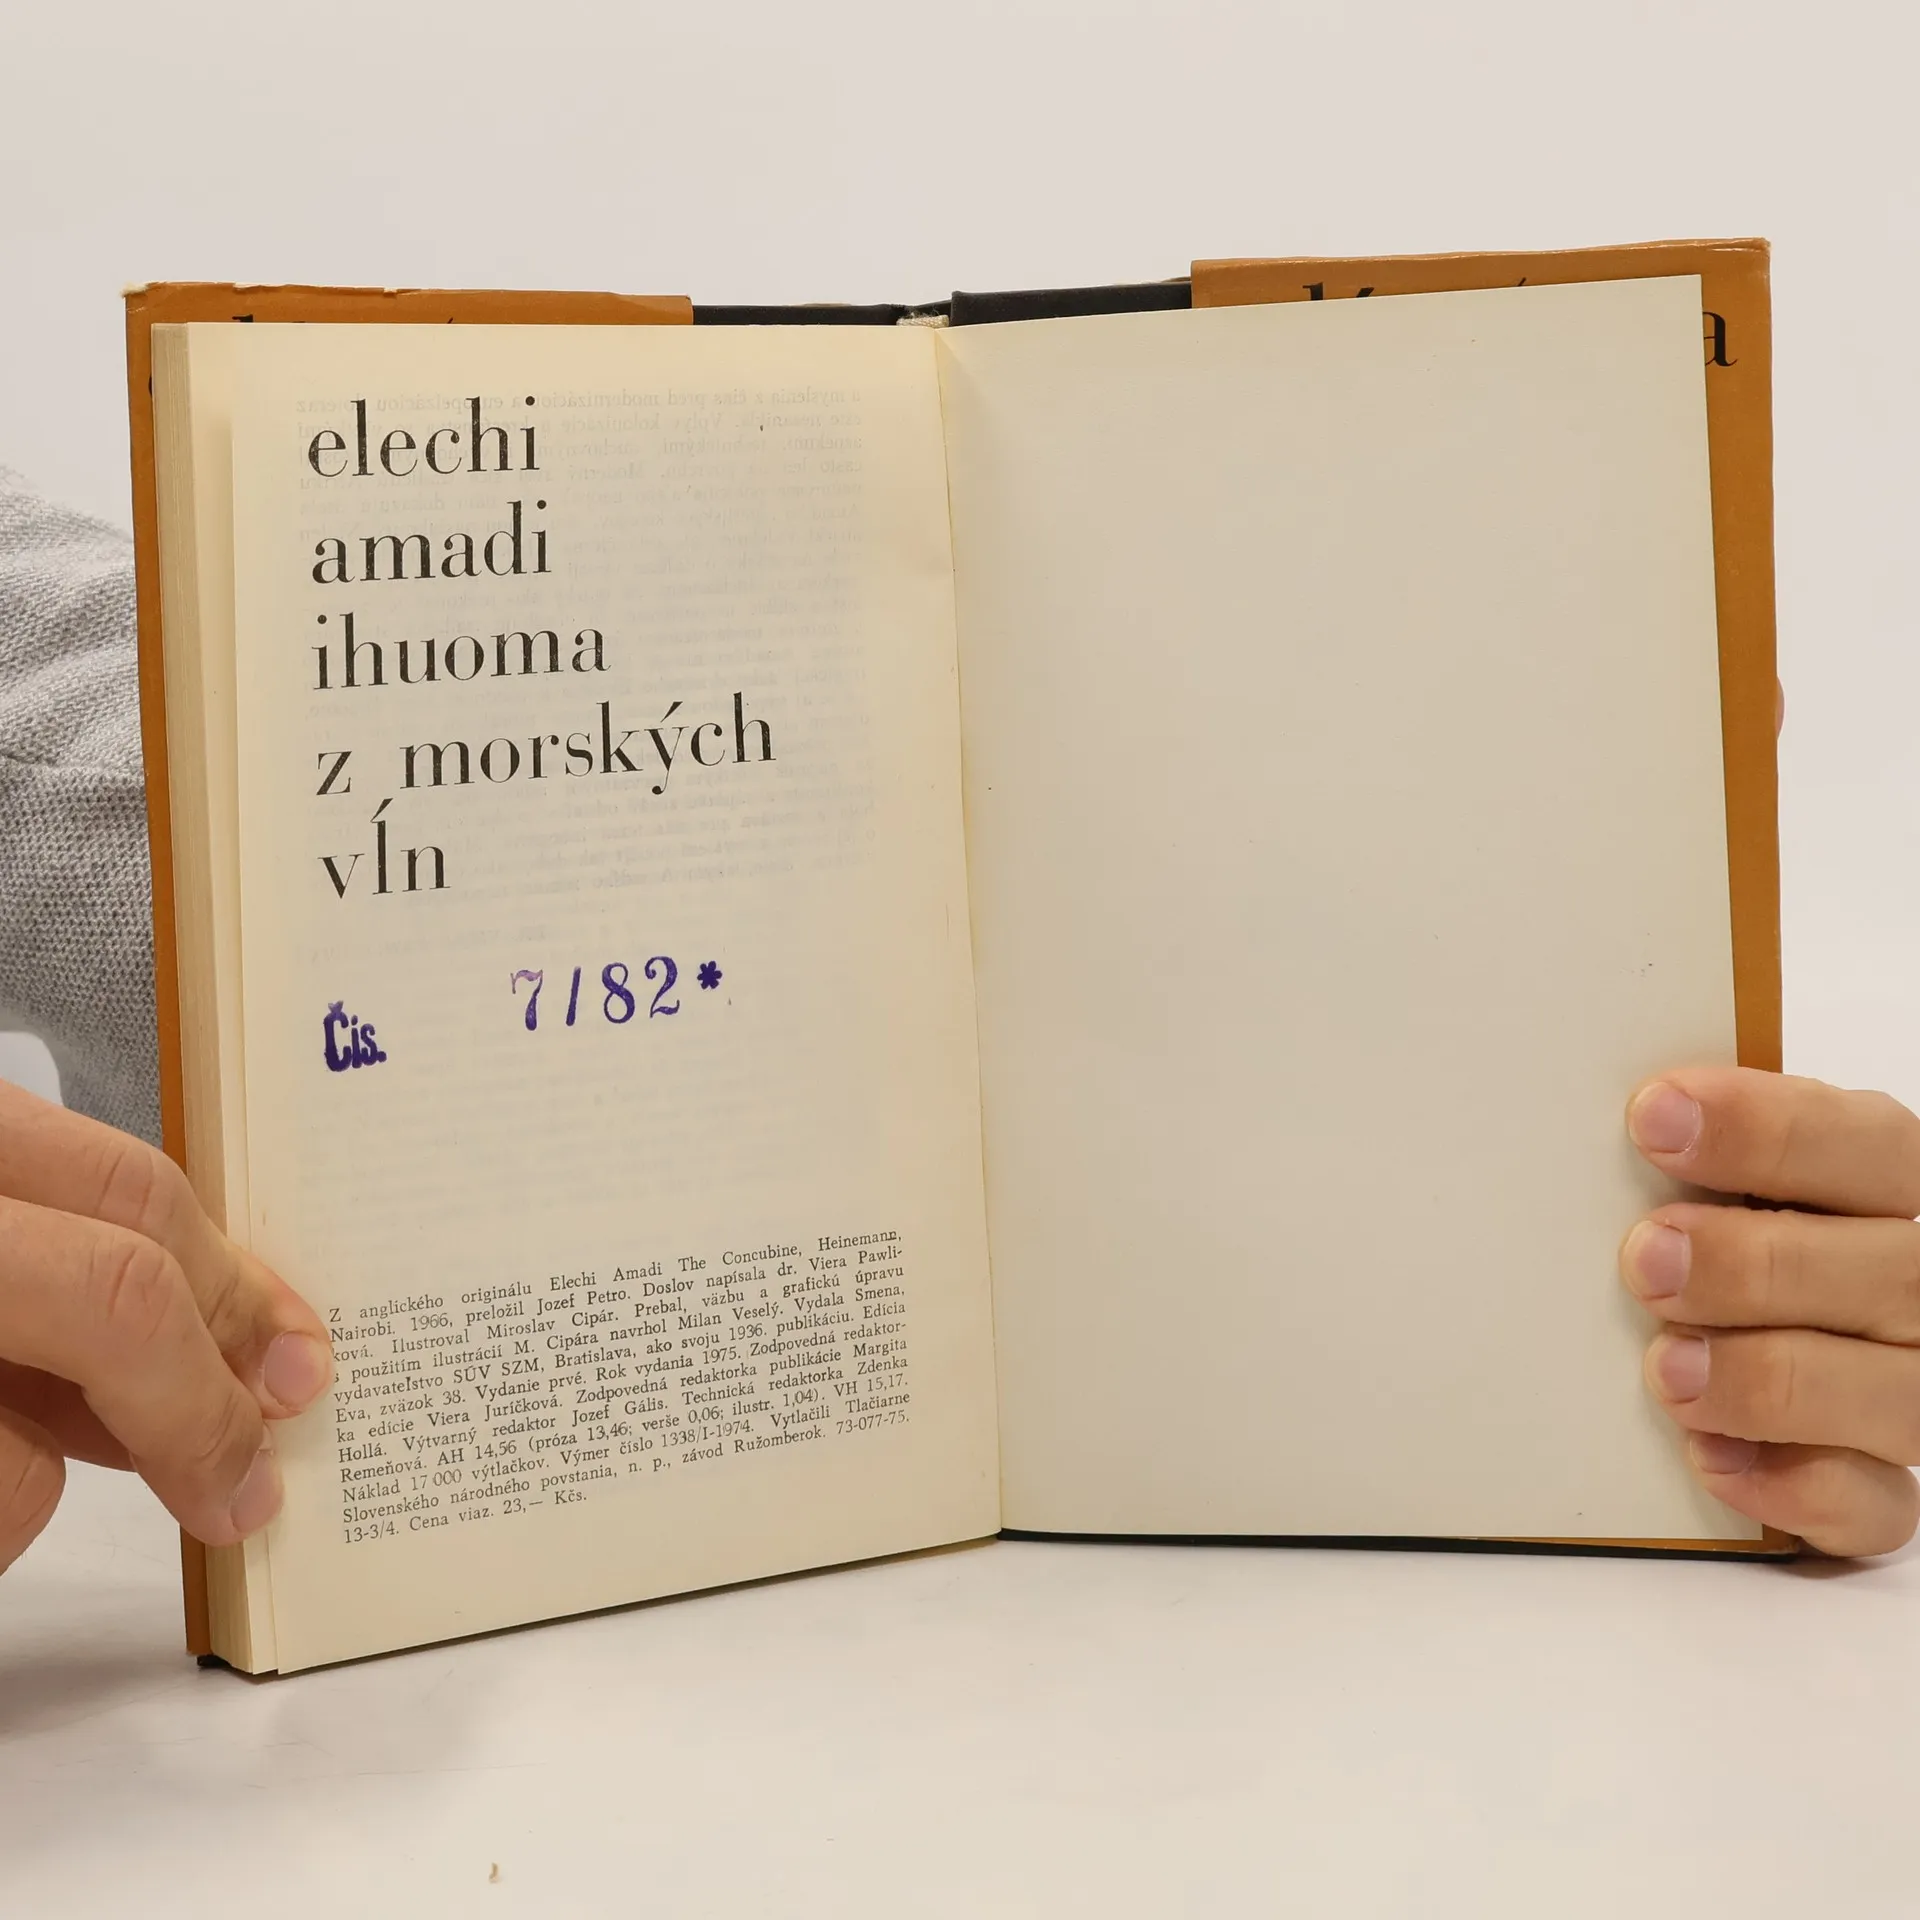 elechi
amadi
ihuoma
z morských
vĺn
7/82*
Čís.
Z anglického originálu Elechi Amadi The Concubine, Heinemann,
Nairobi. 1966, preložil Jozef Petro. Doslov napísala dr. Viera Pawli-
ková. Ilustroval Miroslav Cipár. Prebal, väzbu a grafickú úpravu
s použitím ilustrácií M. Cipára navrhol Milan Veselý. Vydala Smena,
vydavateľstvo SÚV SZM, Bratislava, ako svoju 1936. publikáciu. Edícia
Eva, zväzok 38. Vydanie prvé. Rok vydania 1975. Zodpovedná redaktor-
ka edície Viera Juríčková. Zodpovedná redaktorka publikácie Margita
Hollá. Výtvarný redaktor Jozef Gális. Technická redaktorka Zdenka
Remeňová. AH 14,56 (próza 13,46; verše 0,06; ilustr. 1,04). VH 15,17.
Náklad 17 000 výtlačkov. Výmer číslo 1338/I-1974. Vytlačili Tlačiarne
Slovenského národného povstania, n. p., závod Ružomberok. 73-077-75.
13-3/4. Cena viaz. 23,— Kčs.